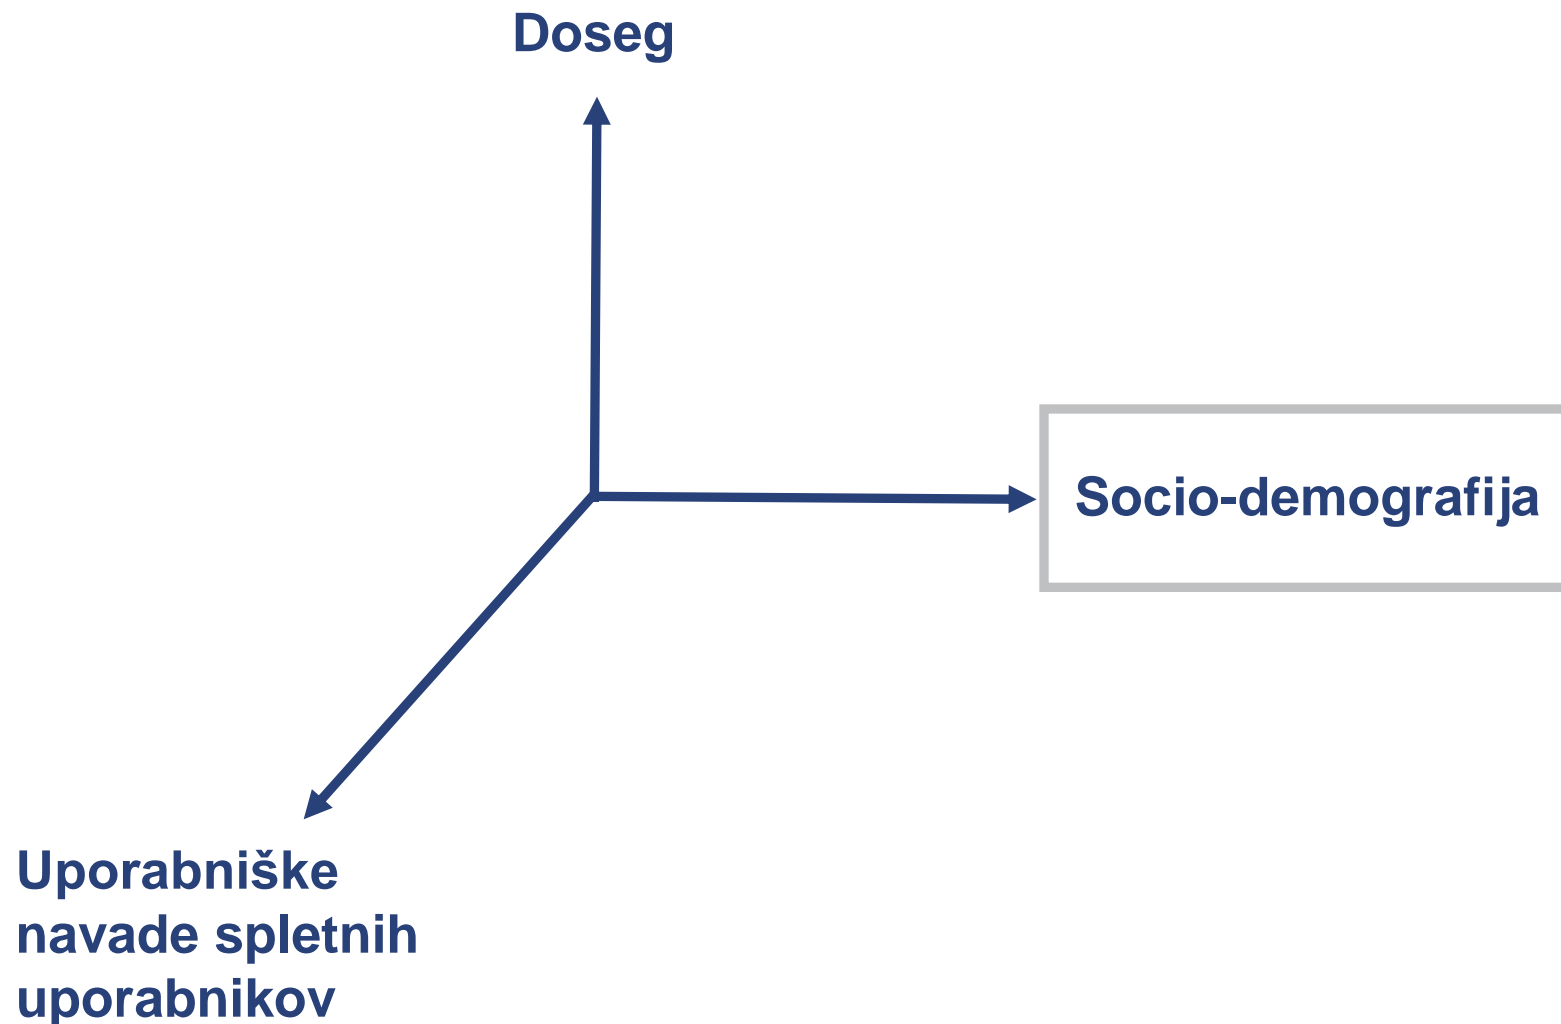 Doseg
Socio-demografija
Uporabniške
navade spletnih
uporabnikov